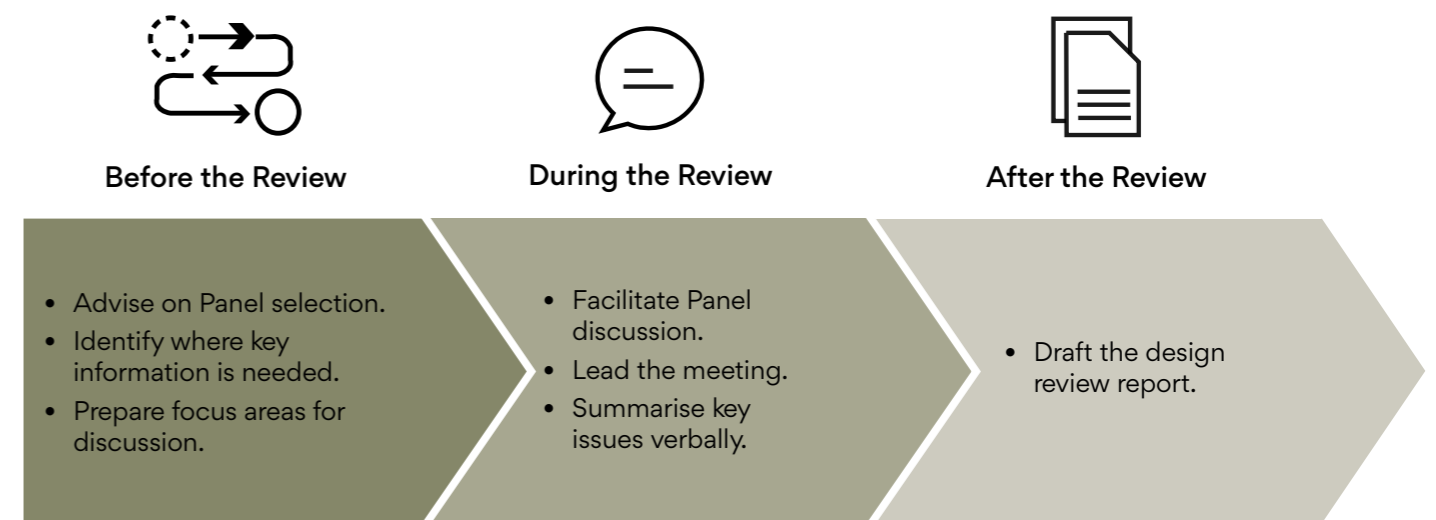 Before the Review
• Advise on Panel selection.
• Identify where key
information is needed.
• Prepare focus areas for
discussion.
During the Review
• Facilitate Panel
discussion.
• Lead the meeting.
• Summarise key
issues verbally.
After the Review
• Draft the design
review report.